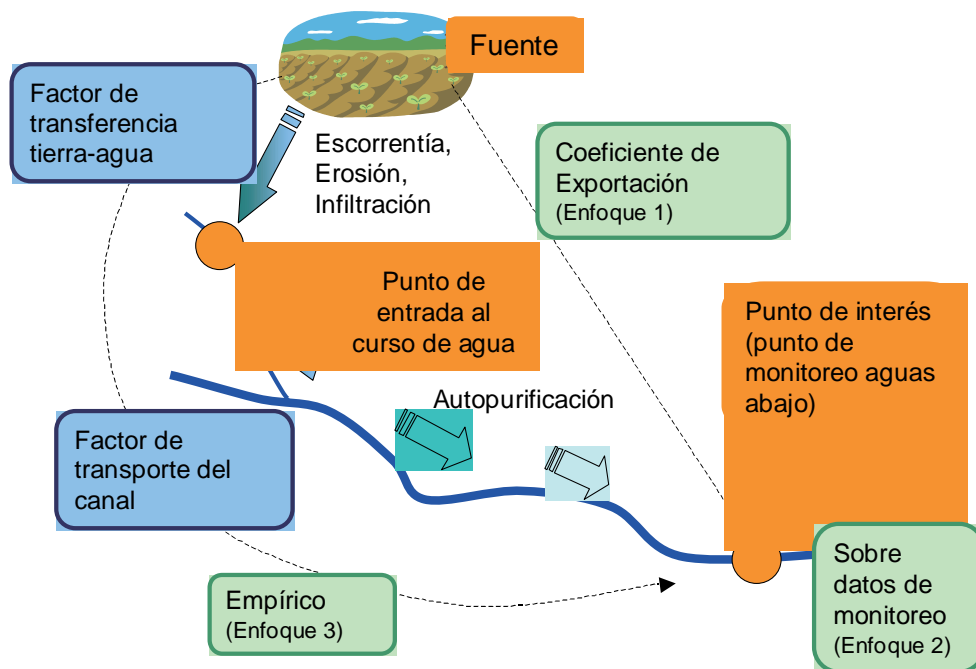 Fuente
Factor de
transferencia
tierra-agua
Escorrentía,
Erosión,
Infiltración
Coeficiente de
Exportación
(Enfoque 1)
Punto de
entrada al
curso de agua
Punto de interés
(punto de
monitoreo aguas
abajo)
Autopurificación
Factor de
transporte del
canal
Sobre
datos de
monitoreo
(Enfoque 2)
Empírico
(Enfoque 3)